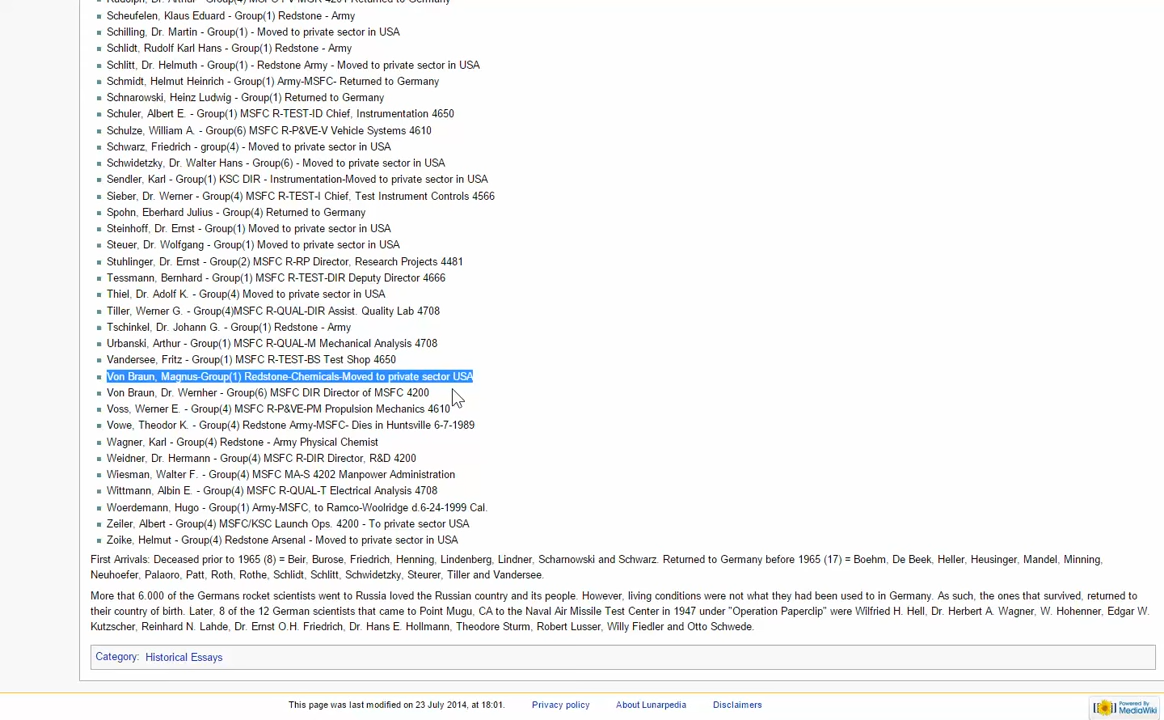 Rudolph, Dr. Arthur - Group(4) MSFC I-V-MGR 4201 Returned to Germany
Scheufelen, Klaus Eduard - Group(1) Redstone - Army
Schilling, Dr. Martin - Group(1) - Moved to private sector in USA
Schlidt, Rudolf Karl Hans - Group(1) Redstone - Army
Schlitt, Dr. Helmuth - Group(1) - Redstone Army - Moved to private sector in USA
Schmidt, Helmut Heinrich - Group(1) Army-MSFC- Returned to Germany
Schnarowski, Heinz Ludwig - Group(1) Returned to Germany
Schuler, Albert E. - Group(1) MSFC R-TEST-ID Chief, Instrumentation 4650
Schulze, William A. - Group(6) MSFC R-P&VE-V Vehicle Systems 4610
Schwarz, Friedrich - group(4) - Moved to private sector in USA
Schwidetzky, Dr. Walter Hans - Group(6) - Moved to private sector in USA
Sendler, Karl - Group(1) KSC DIR - Instrumentation-Moved to private sector in USA
Sieber, Dr. Werner - Group(4) MSFC R-TEST-I Chief, Test Instrument Controls 4566
Spohn, Eberhard Julius - Group(4) Returned to Germany
Steinhoff, Dr. Ernst - Group(1) Moved to private sector in USA
Steuer, Dr. Wolfgang - Group(1) Moved to private sector in USA
Stuhlinger, Dr. Ernst - Group(2) MSFC R-RP Director, Research Projects 4481
Tessmann, Bernhard - Group(1) MSFC R-TEST-DIR Deputy Director 4666
Thiel, Dr. Adolf K. - Group(4) Moved to private sector in USA
Tiller, Werner G. - Group(4)MSFC R-QUAL-DIR Assist. Quality Lab 4708
Tschinkel, Dr. Johann G. - Group(1) Redstone - Army
Urbanski, Arthur - Group(1) MSFC R-QUAL-M Mechanical Analysis 4708
Vandersee, Fritz - Group(1) MSFC R-TEST-BS Test Shop 4650
Von Braun, Magnus-Group(1) Redstone-Chemicals-Moved to private sector USA
Von Braun, Dr. Wernher - Group(6) MSFC DIR Director of MSFC 4200
Voss, Werner E. - Group(4) MSFC R-P&VE-PM Propulsion Mechanics 4610
Vowe, Theodor K. - Group(4) Redstone Army-MSFC- Dies in Huntsville 6-7-1989
Wagner, Karl - Group(4) Redstone - Army Physical Chemist
Weidner, Dr. Hermann - Group(4) MSFC R-DIR Director, R&D 4200
Wiesman, Walter F. - Group(4) MSFC MA-S 4202 Manpower Administration
Wittmann, Albin E. - Group(4) MSFC R-QUAL-T Electrical Analysis 4708
Woerdemann, Hugo - Group(1) Army-MSFC, to Ramco-Woolridge d.6-24-1999 Cal.
Zeiler, Albert - Group(4) MSFC/KSC Launch Ops. 4200 - To private sector USA
Zoike, Helmut - Group(4) Redstone Arsenal - Moved to private sector in USA
First Arrivals: Deceased prior to 1965 (8) = Beir, Burose, Friedrich, Henning, Lindenberg, Lindner, Scharnowski and Schwarz. Returned to Germany before 1965 (17) = Boehm, De Beek, Heller, Heusinger, Mandel, Minning,
Neuhoefer, Palaoro, Patt, Roth, Rothe, Schlidt, Schlitt, Schwidetzky, Steurer, Tiller and Vandersee.
More that 6.000 of the Germans rocket scientists went to Russia loved the Russian country and its people. However, living conditions were not what they had been used to in Germany. As such, the ones that survived, returned to
their country of birth. Later, 8 of the 12 German scientists that came to Point Mugu, CA to the Naval Air Missile Test Center in 1947 under "Operation Paperclip" were Wilfried H. Hell, Dr. Herbert A. Wagner, W. Hohenner, Edgar W.
Kutzscher, Reinhard N. Lahde, Dr. Ernst O.H. Friedrich, Dr. Hans E. Hollmann, Theodore Sturm, Robert Lusser, Willy Fiedler and Otto Schwede.
Category: Historical Essays
This page was last modified on 23 July 2014, at 18:01. Privacy policy About Lunarpedia Disclaimers
Powered By
MediaWiki